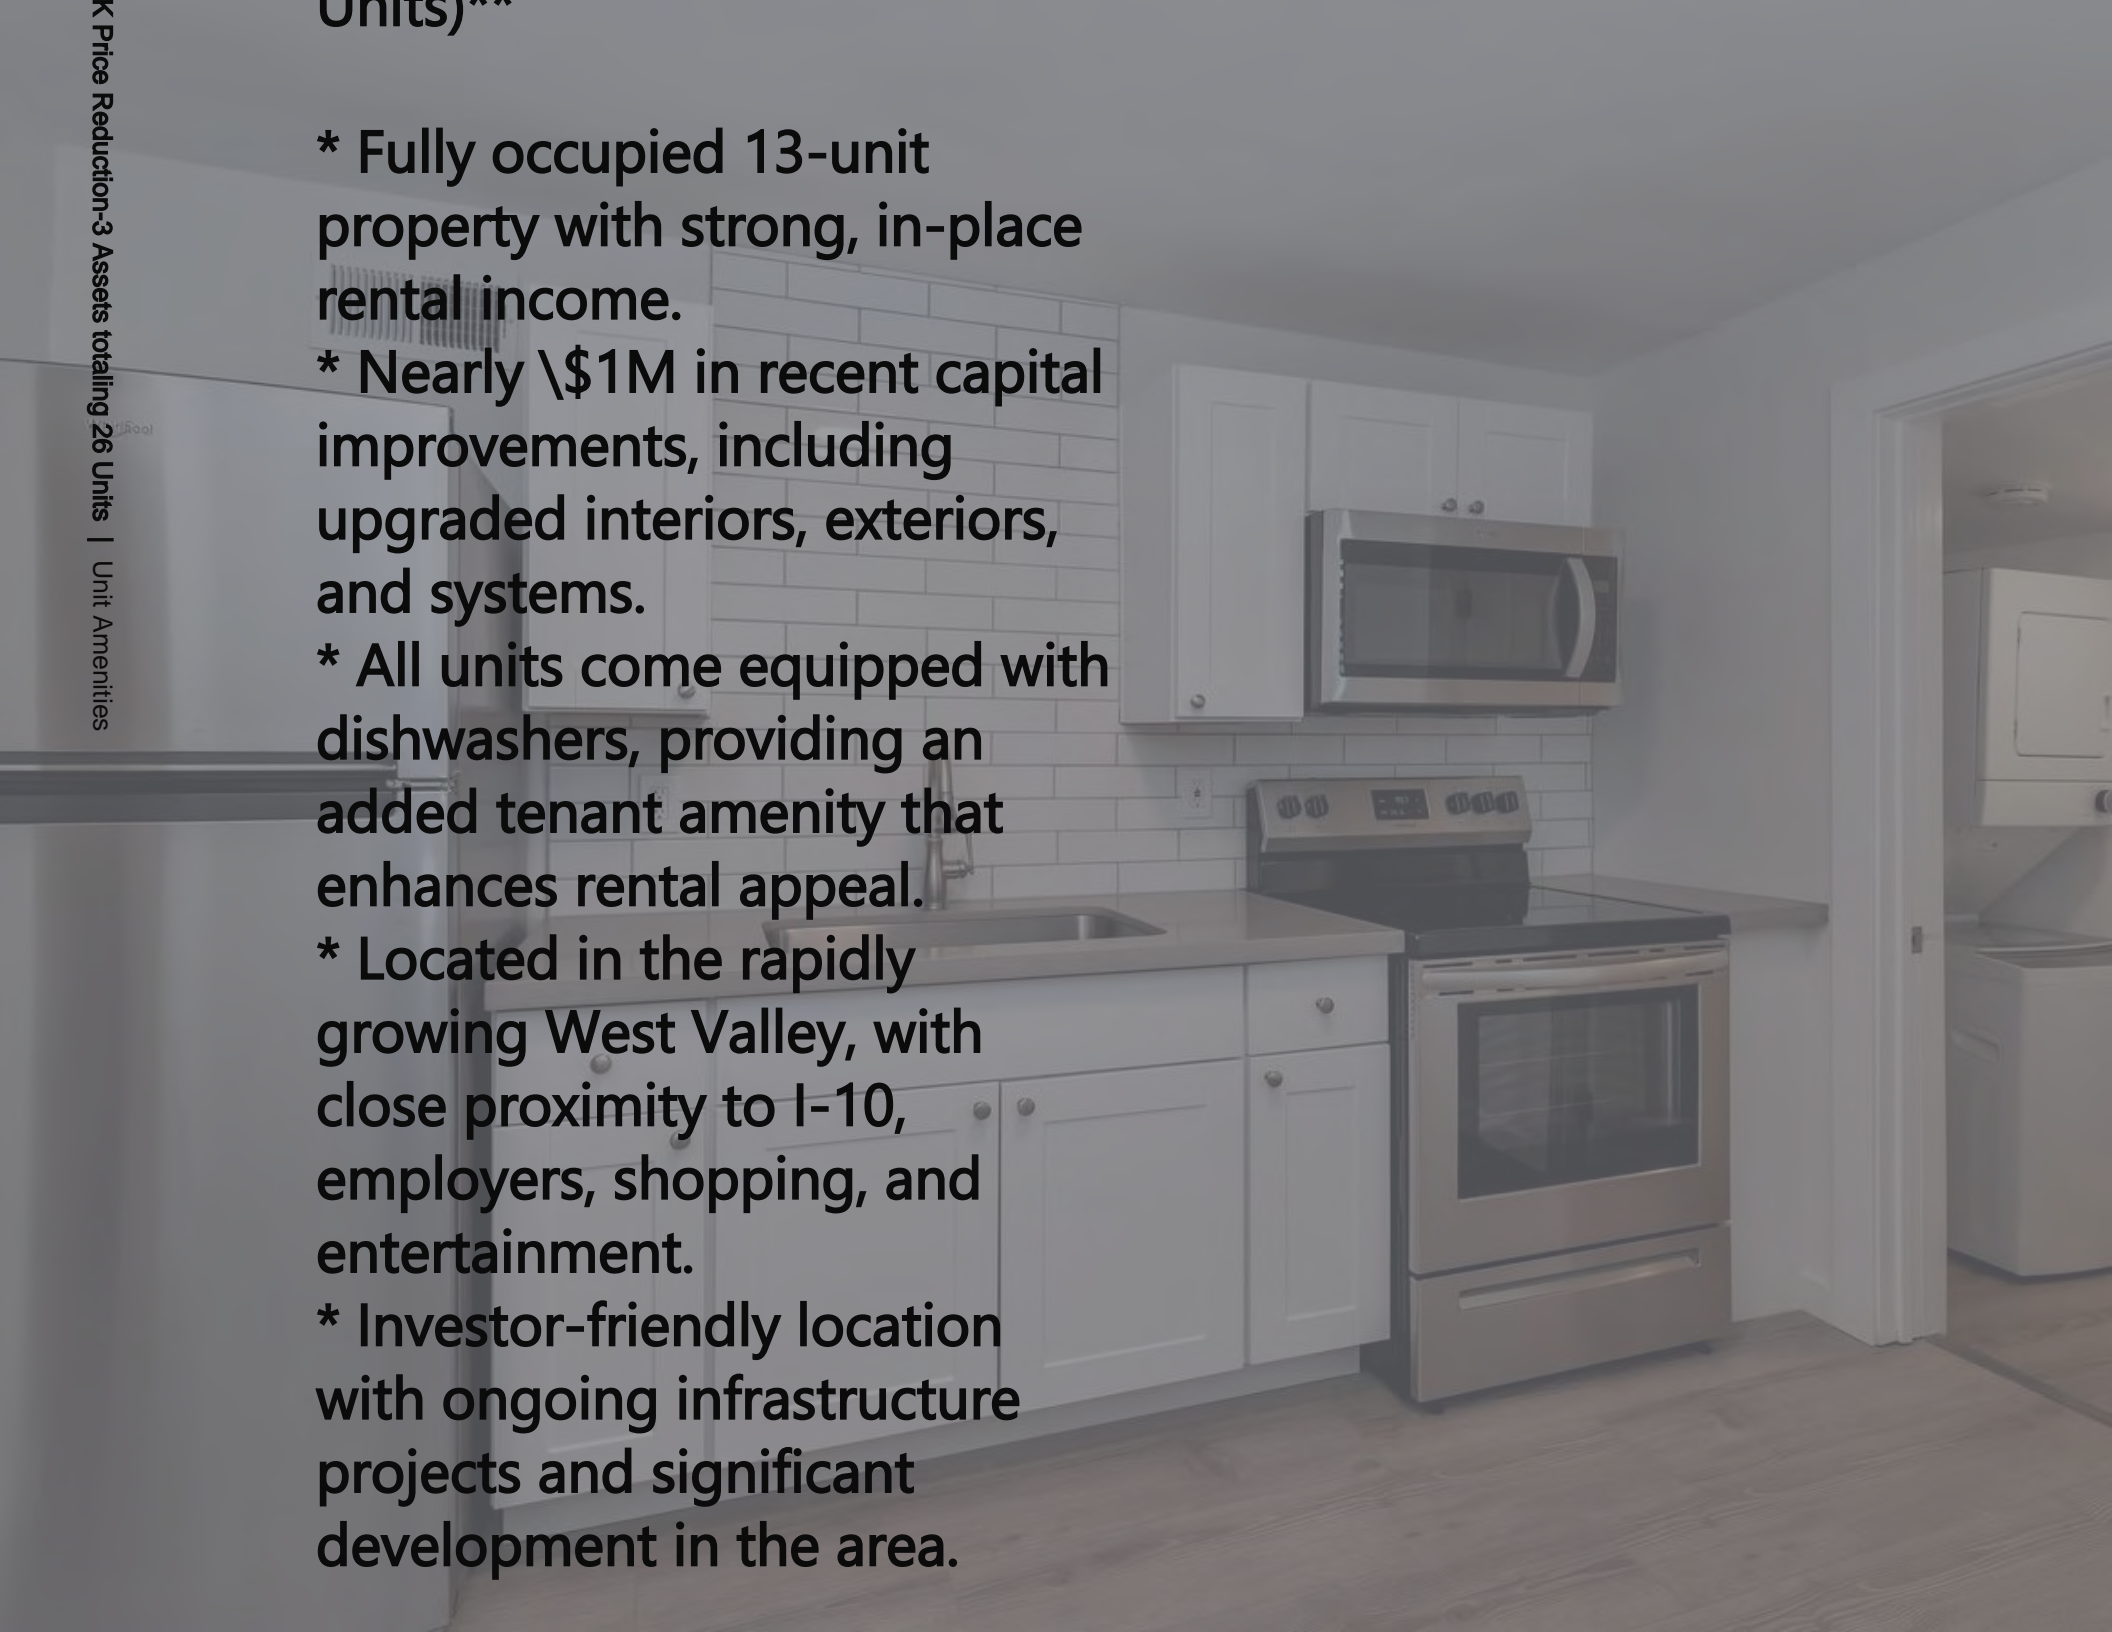 K Price Reduction-3 Assets totaling 26 Units | Unit Amenities
Units)**
* Fully occupied 13-unit
property with strong, in-place
rental income.
* Nearly \$1M in recent capital
improvements, including
upgraded interiors, exteriors,
and systems.
* All units come equipped with
dishwashers, providing an
added tenant amenity that
enhances rental appeal.
* Located in the rapidly
growing West Valley, with
close proximity to I-10,
employers, shopping, and
entertainment.
* Investor-friendly location
with ongoing infrastructure
projects and significant
development in the area.